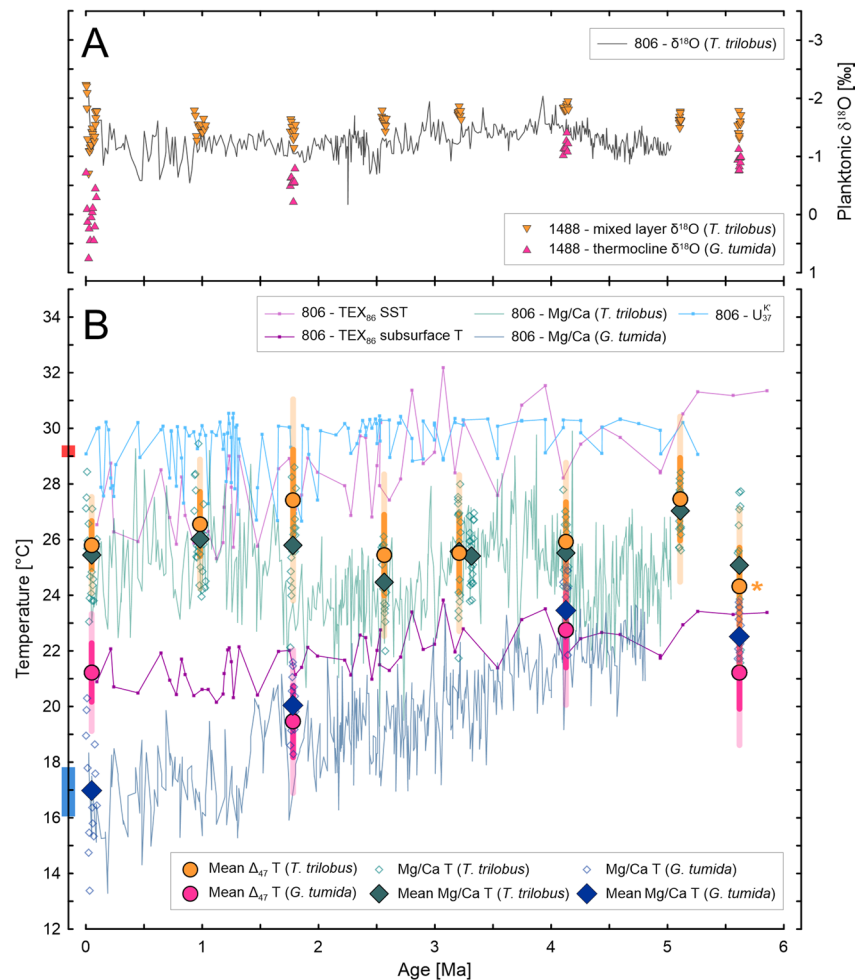 A
806 - δ¹⁸O (T. trilobus)
-3
-2
-1
0
1
Planktonic δ¹⁸O [‰]
1488 - mixed layer δ¹⁸O (T. trilobus)
1488 - thermocline δ¹⁸O (G. tumida)
B
806 - TEX₈₆ SST
806 - Mg/Ca (T. trilobus)
806 - U₃₇ᴷ'
806 - TEX₈₆ subsurface T
806 - Mg/Ca (G. tumida)
34
32
30
28
26
24
22
20
18
16
14
12
Temperature [°C]
*
Mean Δ₄₇ T (T. trilobus)
Mg/Ca T (T. trilobus)
Mg/Ca T (G. tumida)
Mean Δ₄₇ T (G. tumida)
Mean Mg/Ca T (T. trilobus)
Mean Mg/Ca T (G. tumida)
0 1 2 3 4 5 6
Age [Ma]